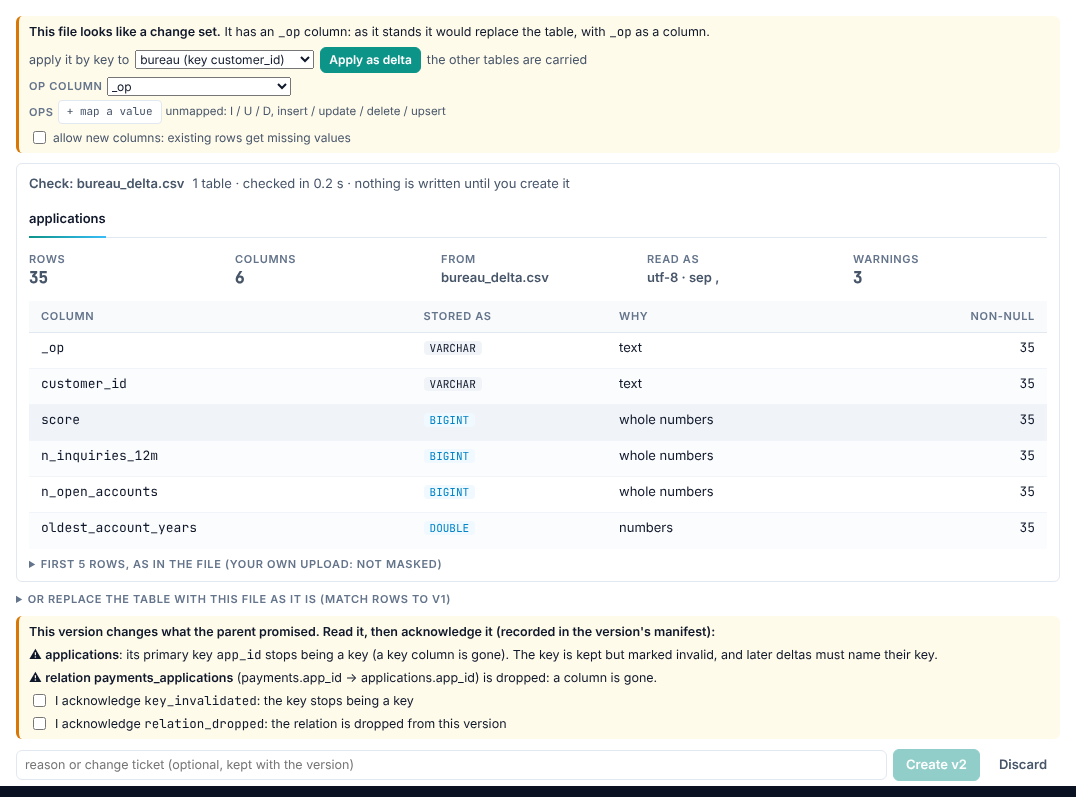 This file looks like a change set. It has an _op column: as it stands it would replace the table, with _op as a column.
apply it by key to bureau (key customer_id) Apply as delta the other tables are carried
OP COLUMN _op
OPS + map a value unmapped: I / U / D, insert / update / delete / upsert
allow new columns: existing rows get missing values
Check: bureau_delta.csv 1 table · checked in 0.2 s · nothing is written until you create it
applications
ROWS COLUMNS FROM READ AS WARNINGS
35 6 bureau_delta.csv utf-8 · sep , 3
COLUMN STORED AS WHY NON-NULL
_op VARCHAR text 35
customer_id VARCHAR text 35
score BIGINT whole numbers 35
n_inquiries_12m BIGINT whole numbers 35
n_open_accounts BIGINT whole numbers 35
oldest_account_years DOUBLE numbers 35
▶ FIRST 5 ROWS, AS IN THE FILE (YOUR OWN UPLOAD: NOT MASKED)
▶ OR REPLACE THE TABLE WITH THIS FILE AS IT IS (MATCH ROWS TO V1)
This version changes what the parent promised. Read it, then acknowledge it (recorded in the version's manifest):
⚠ applications: its primary key app_id stops being a key (a key column is gone). The key is kept but marked invalid, and later deltas must name their key.
⚠ relation payments_applications (payments.app_id → applications.app_id) is dropped: a column is gone.
I acknowledge key_invalidated: the key stops being a key
I acknowledge relation_dropped: the relation is dropped from this version
reason or change ticket (optional, kept with the version) Create v2 Discard